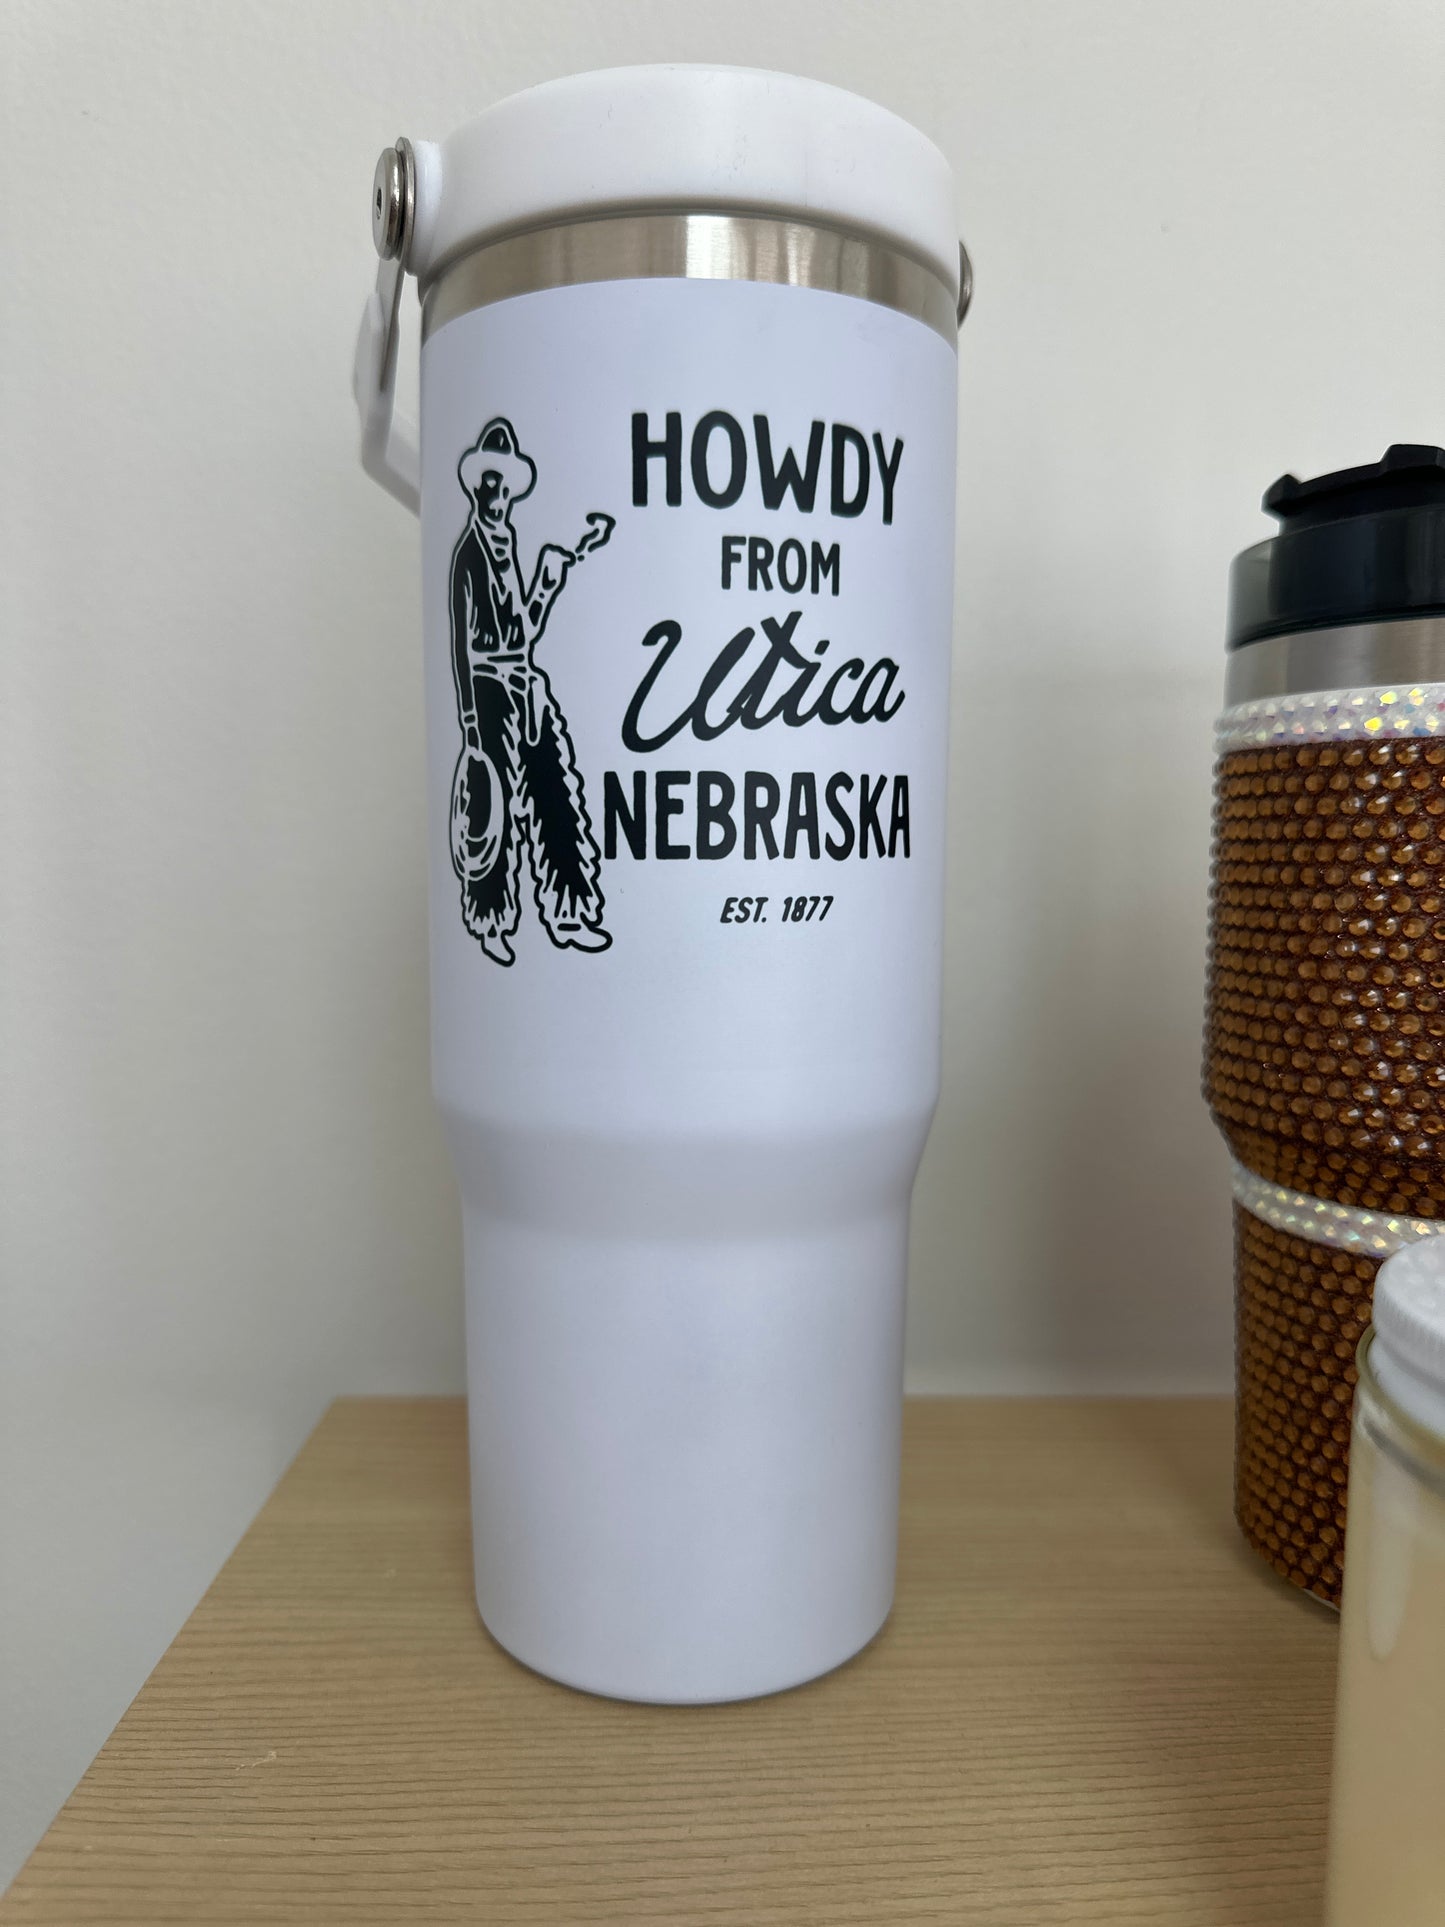 HOWDY
FROM
Utica
NEBRASKA
EST. 1877